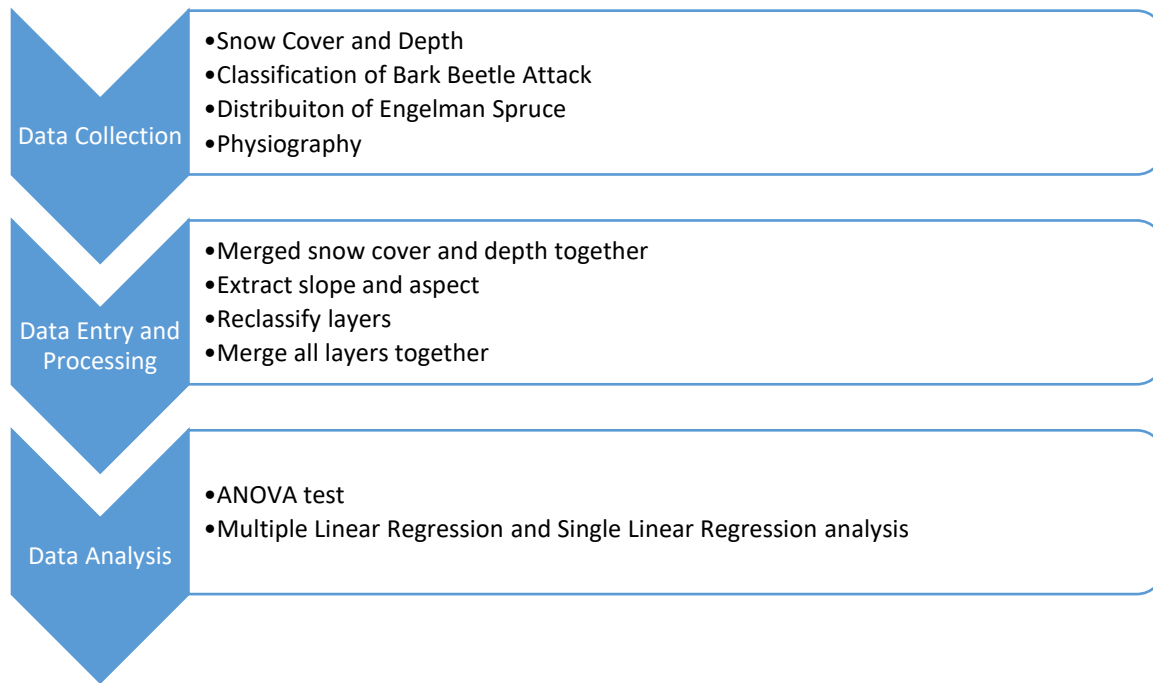 Data Collection
•Snow Cover and Depth
•Classification of Bark Beetle Attack
•Distribuiton of Engelman Spruce
•Physiography
Data Entry and
Processing
•Merged snow cover and depth together
•Extract slope and aspect
•Reclassify layers
•Merge all layers together
Data Analysis
•ANOVA test
•Multiple Linear Regression and Single Linear Regression analysis